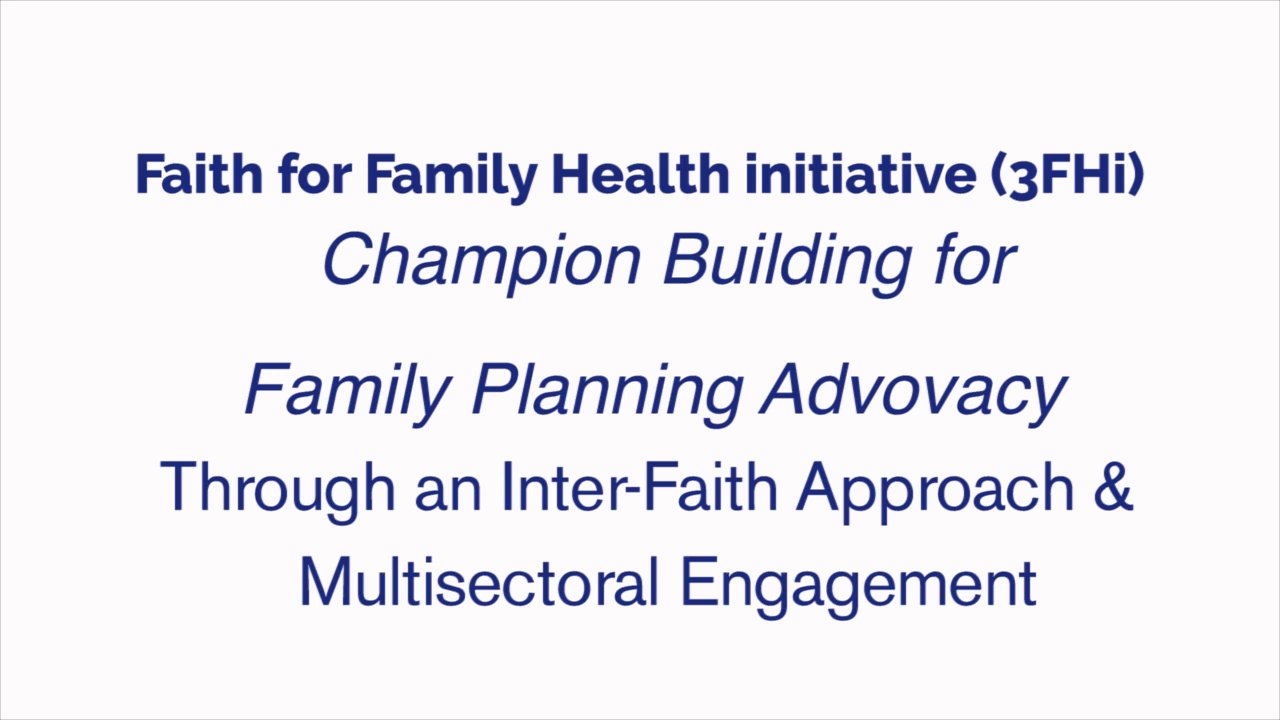 Faith for Family Health initiative (3FHi)
Champion Building for
Family Planning Advovacy
Through an Inter-Faith Approach &
Multisectoral Engagement